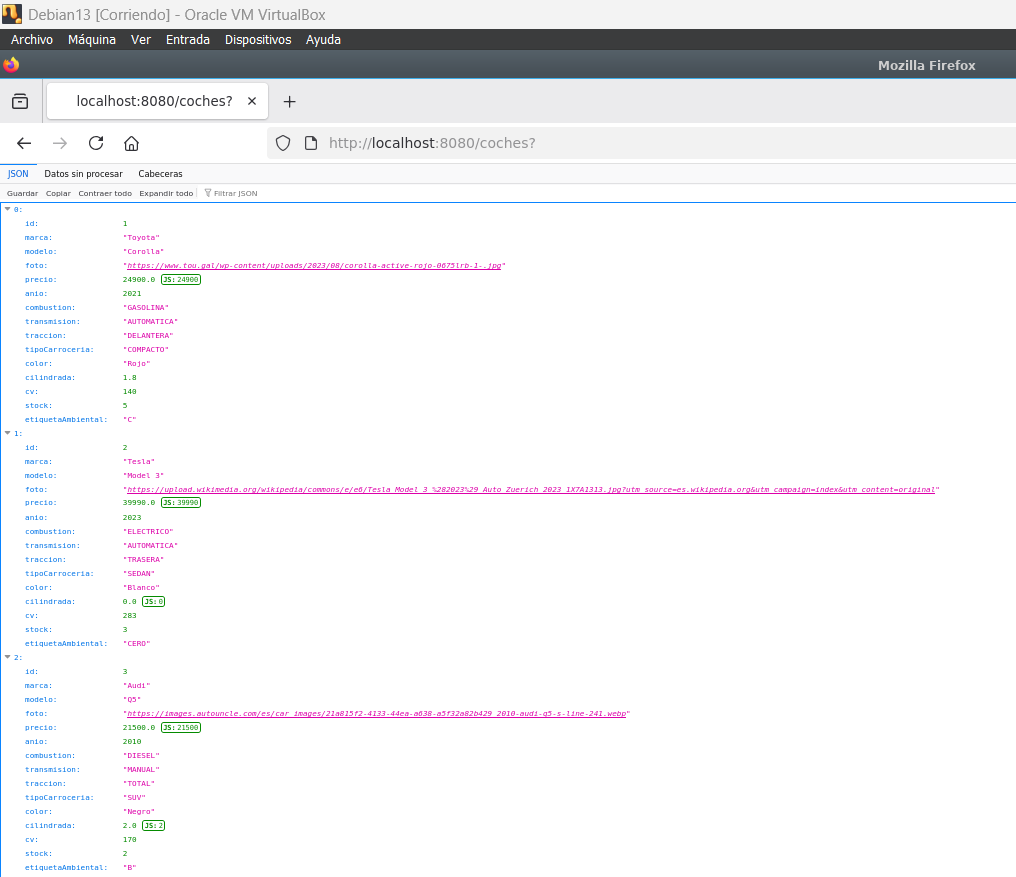 Debian13 [Corriendo] - Oracle VM VirtualBox
Archivo Máquina Ver Entrada Dispositivos Ayuda
Mozilla Firefox
localhost:8080/coches?
http://localhost:8080/coches?
JSON Datos sin procesar Cabeceras
Guardar Copiar Contraer todo Expandir todo Filtrar JSON
0:
id: 1
marca: "Toyota"
modelo: "Corolla"
foto: "https://www.tou.gal/wp-content/uploads/2023/08/corolla-active-rojo-0675lrb-1-.jpg"
precio: 24900.0 JS:24900
anio: 2021
combustion: "GASOLINA"
transmision: "AUTOMATICA"
traccion: "DELANTERA"
tipoCarroceria: "COMPACTO"
color: "Rojo"
cilindrada: 1.8
cv: 140
stock: 5
etiquetaAmbiental: "C"
1:
id: 2
marca: "Tesla"
modelo: "Model 3"
foto: "https://upload.wikimedia.org/wikipedia/commons/e/e6/Tesla_Model_3_%282023%29_Auto_Zuerich_2023_1X7A1313.jpg?utm_source=es.wikipedia.org&utm_campaign=index&utm_content=original"
precio: 39990.0 JS:39990
anio: 2023
combustion: "ELECTRICO"
transmision: "AUTOMATICA"
traccion: "TRASERA"
tipoCarroceria: "SEDAN"
color: "Blanco"
cilindrada: 0.0 JS:0
cv: 283
stock: 3
etiquetaAmbiental: "CERO"
2:
id: 3
marca: "Audi"
modelo: "Q5"
foto: "https://images.autouncle.com/es/car_images/21a815f2-4133-44ea-a638-a5f32a82b429_2010-audi-q5-s-line-241.webp"
precio: 21500.0 JS:21500
anio: 2010
combustion: "DIESEL"
transmision: "MANUAL"
traccion: "TOTAL"
tipoCarroceria: "SUV"
color: "Negro"
cilindrada: 2.0 JS:2
cv: 170
stock: 2
etiquetaAmbiental: "B"